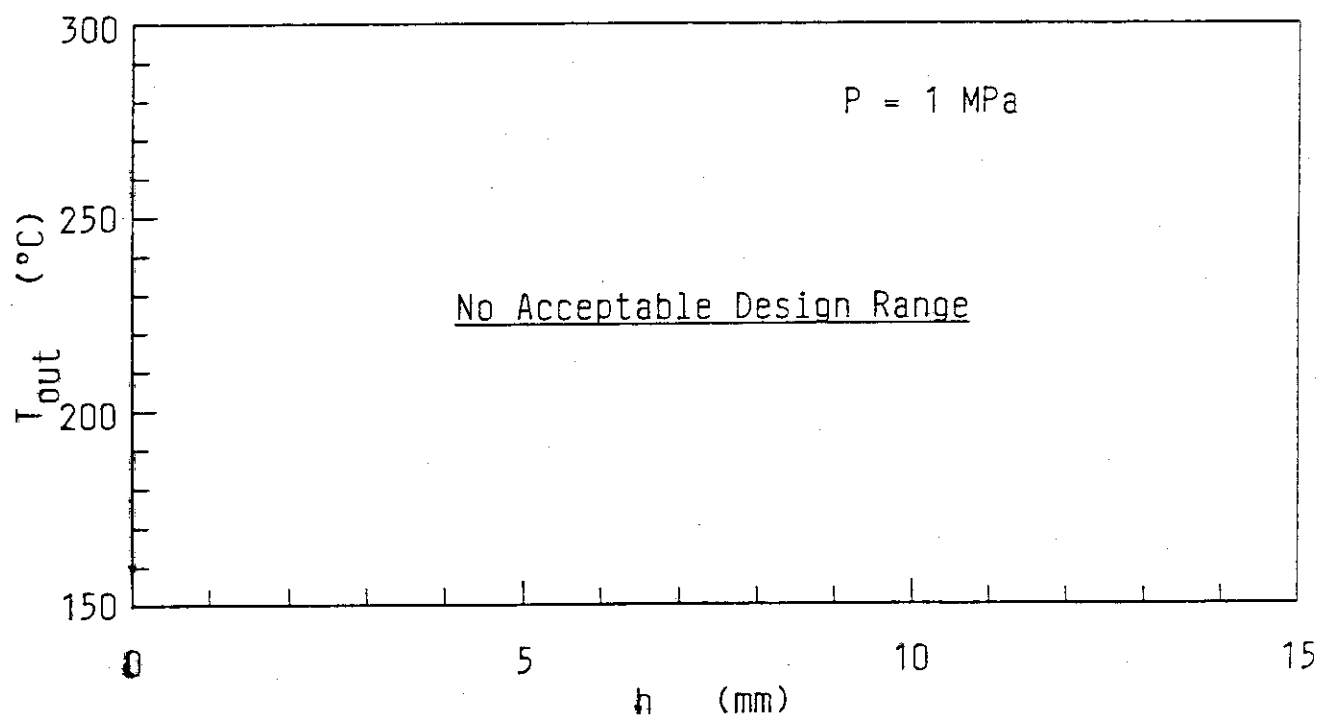 300
P = 1 MPa
250
T_out (°C)
No Acceptable Design Range
200
150
0 5 10 15
h (mm)